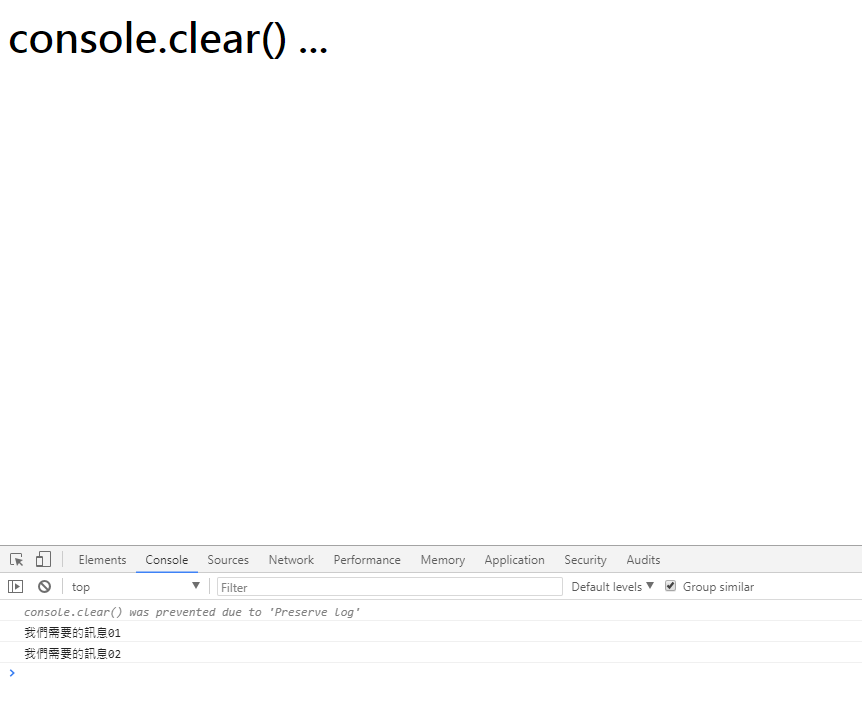 console.clear() ...
Elements Console Sources Network Performance Memory Application Security Audits
top Filter Default levels Group similar
console.clear() was prevented due to 'Preserve log'
我們需要的訊息01
我們需要的訊息02